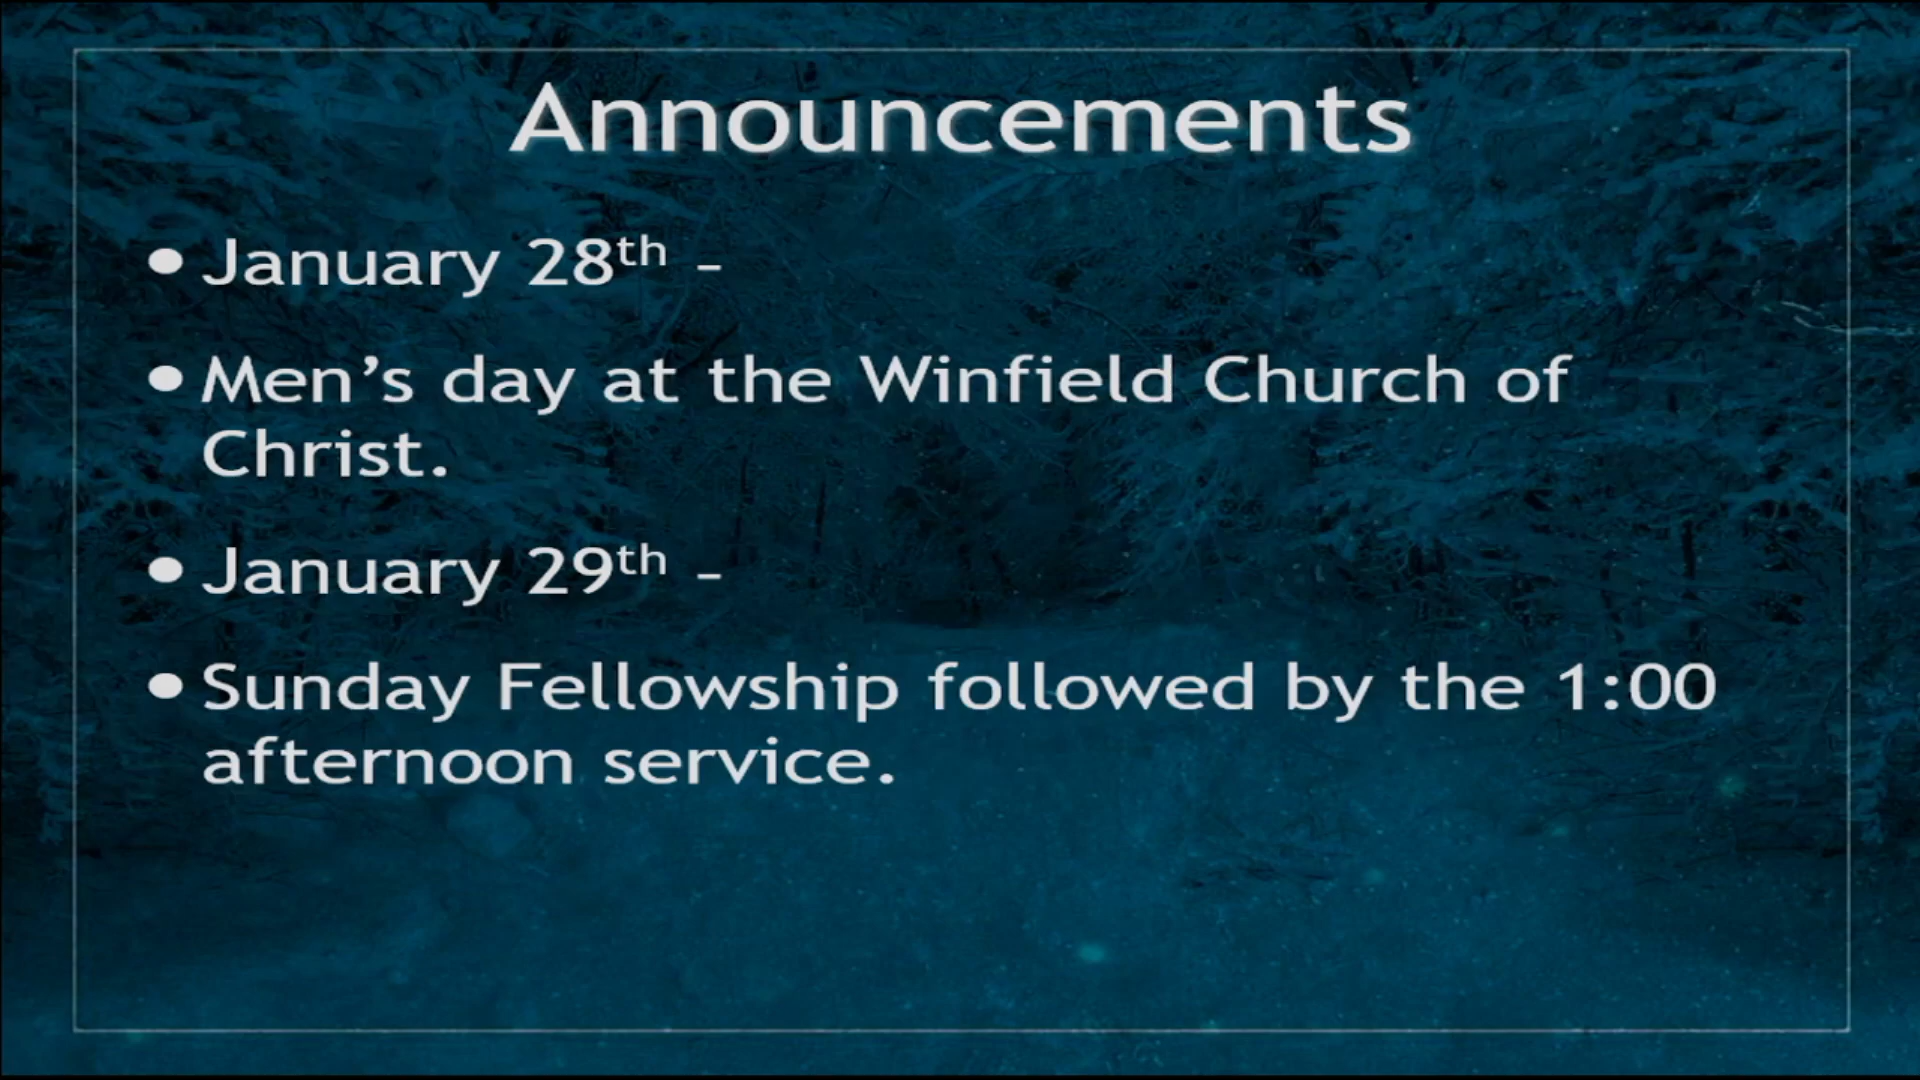 Announcements
• January 28th -
• Men’s day at the Winfield Church of
Christ.
• January 29th -
• Sunday Fellowship followed by the 1:00
afternoon service.